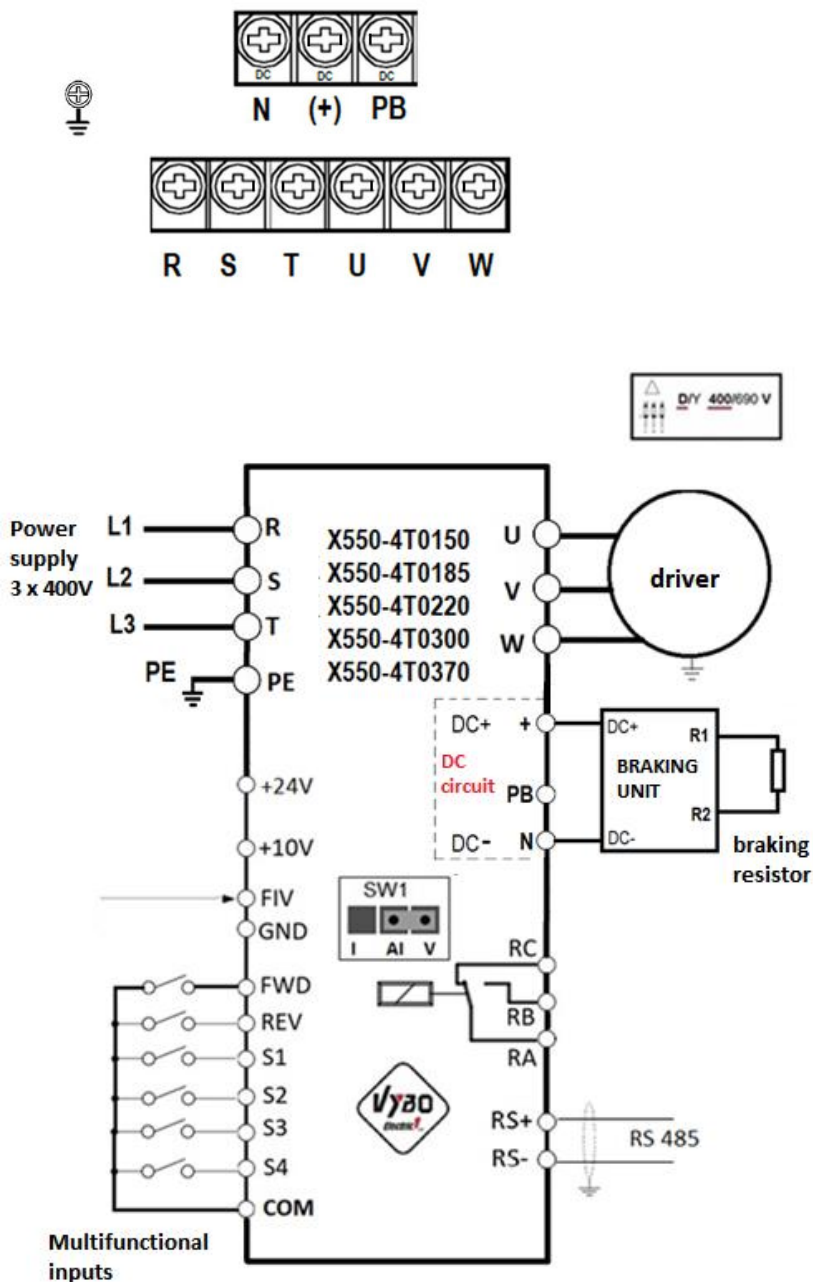 DC DC DC
N (+) PB
R S T U V W
D/Y 400/690 V
Power
supply
3 x 400V
L1
L2
L3
PE
R
S
T
PE
X550-4T0150
X550-4T0185
X550-4T0220
X550-4T0300
X550-4T0370
U
V
W
driver
DC+ +
DC
circuit
PB
DC- N
DC+
BRAKING
UNIT
DC-
R1
R2
braking
resistor
+24V
+10V
FIV
GND
SW1
I AI V
FWD
REV
S1
S2
S3
S4
COM
RC
RB
RA
VYBO
Electric
RS+
RS-
RS 485
Multifunctional
inputs